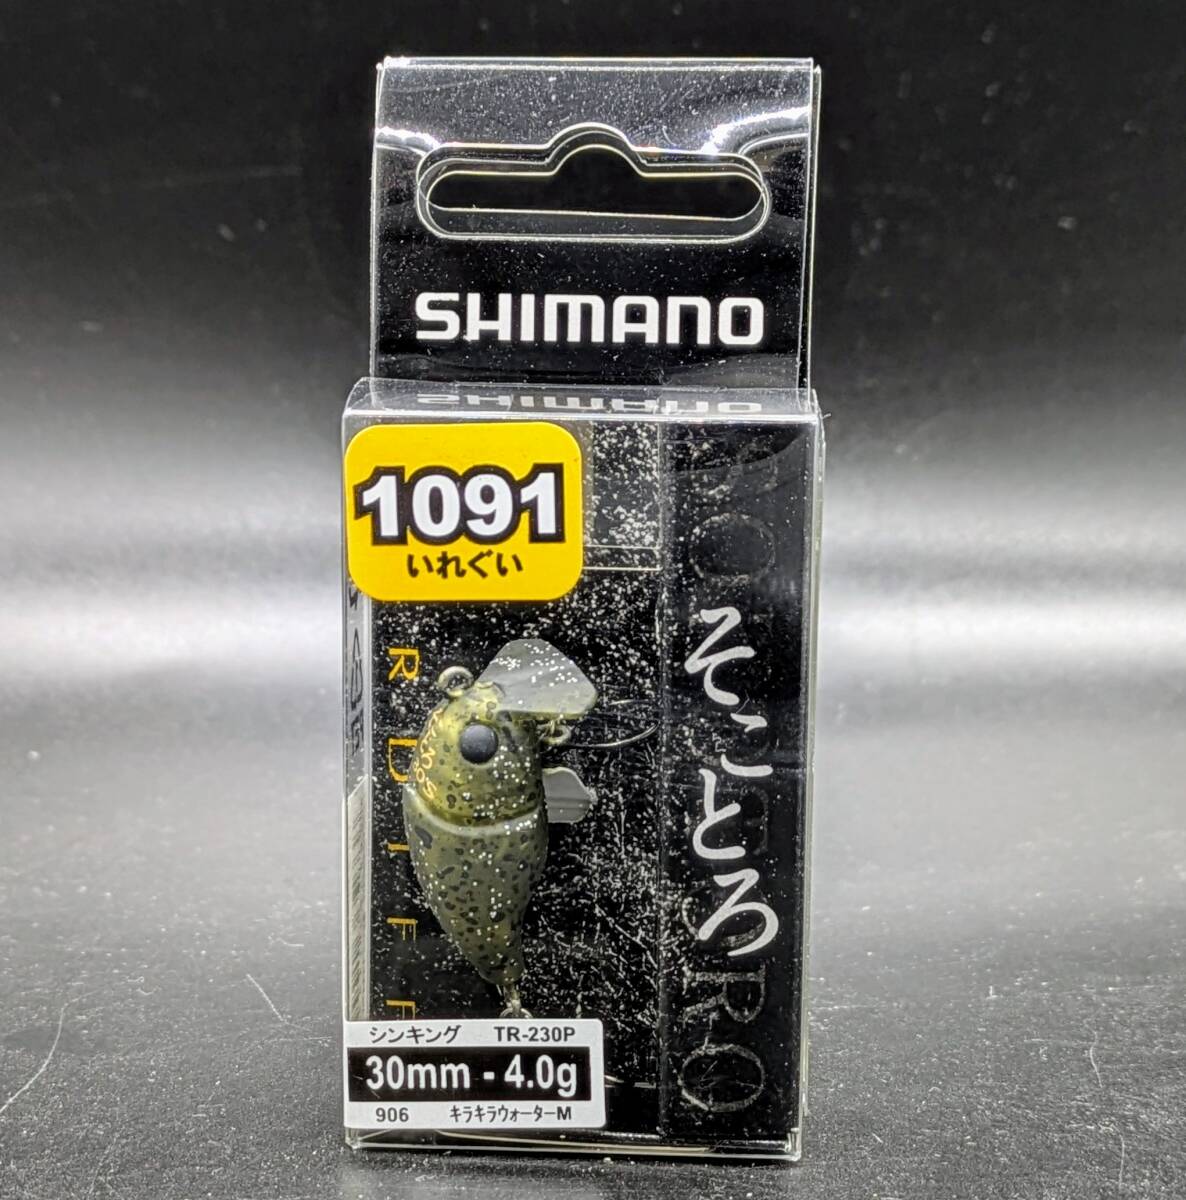 SHIMANO
1091
いれぐい
そことろ
SOCOTORO
R D I F F
シンキング TR-230P
30mm - 4.0g
906 キラキラウォーターM